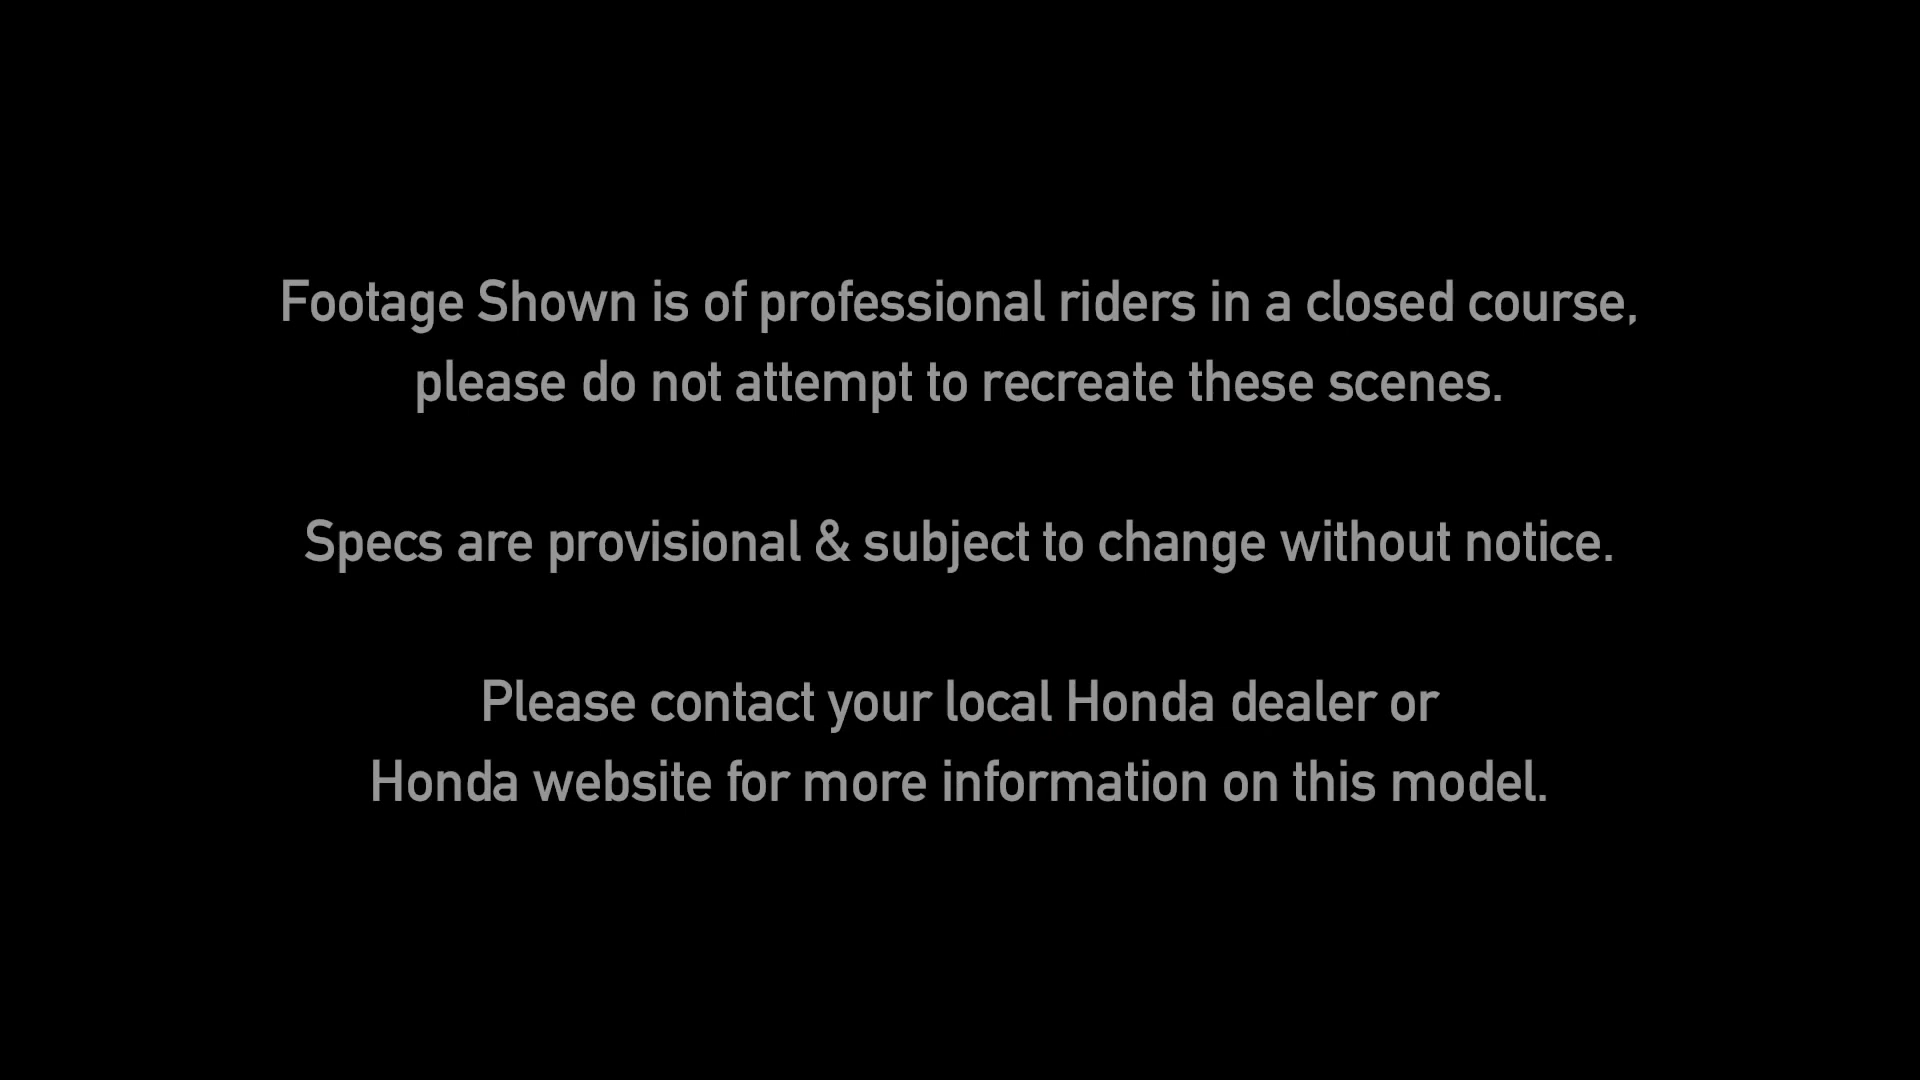 Footage Shown is of professional riders in a closed course,
please do not attempt to recreate these scenes.
Specs are provisional & subject to change without notice.
Please contact your local Honda dealer or
Honda website for more information on this model.